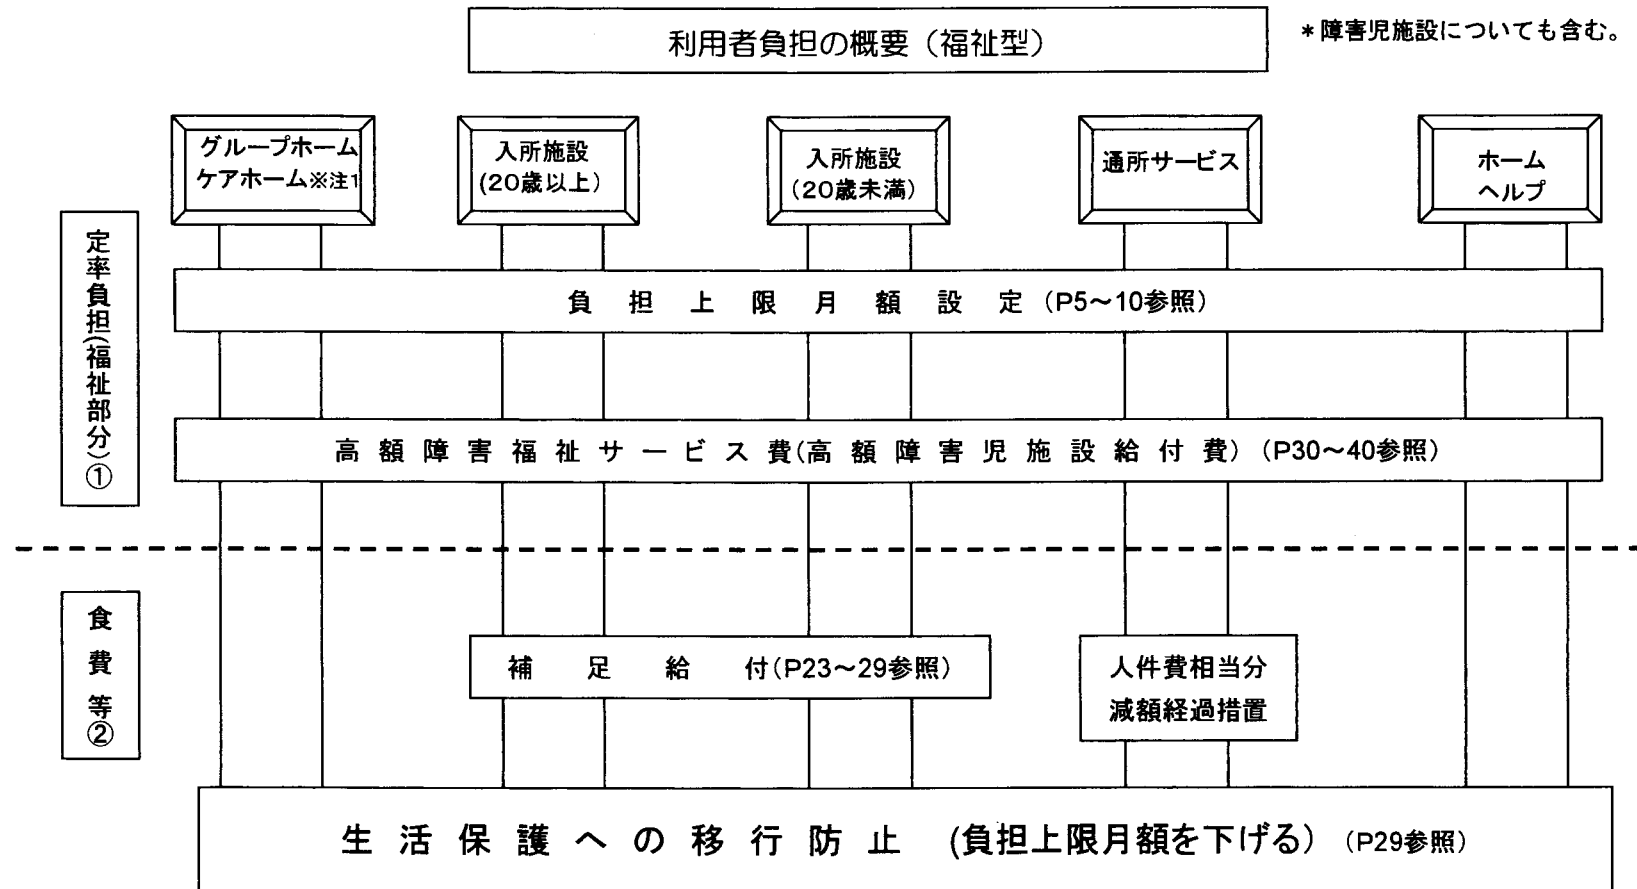 利用者負担の概要（福祉型）
＊障害児施設についても含む。
グループホーム
ケアホーム※注1
入所施設
(20歳以上)
入所施設
(20歳未満)
通所サービス
ホーム
ヘルプ
定率負担(福祉部分)①
負担上限月額設定(P5～10参照)
高額障害福祉サービス費(高額障害児施設給付費)(P30～40参照)
食費等②
補足給付(P23～29参照)
人件費相当分
減額経過措置
生活保護への移行防止 (負担上限月額を下げる) (P29参照)